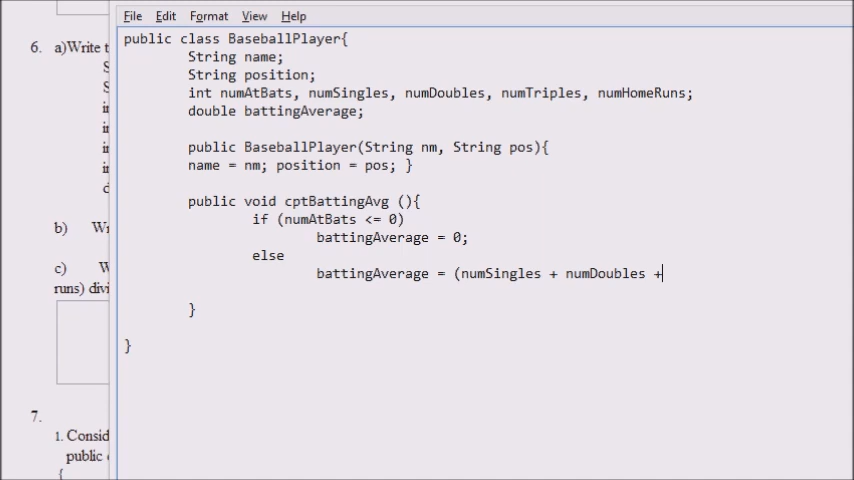 File Edit Format View Help
6. a)Write t
public class BaseballPlayer{
String name;
String position;
int numAtBats, numSingles, numDoubles, numTriples, numHomeRuns;
double battingAverage;
public BaseballPlayer(String nm, String pos){
name = nm; position = pos; }
public void cptBattingAvg (){
if (numAtBats <= 0)
battingAverage = 0;
else
battingAverage = (numSingles + numDoubles +
}
}
b) Wr
c) W
runs) divi
7.
1. Consid
public
{